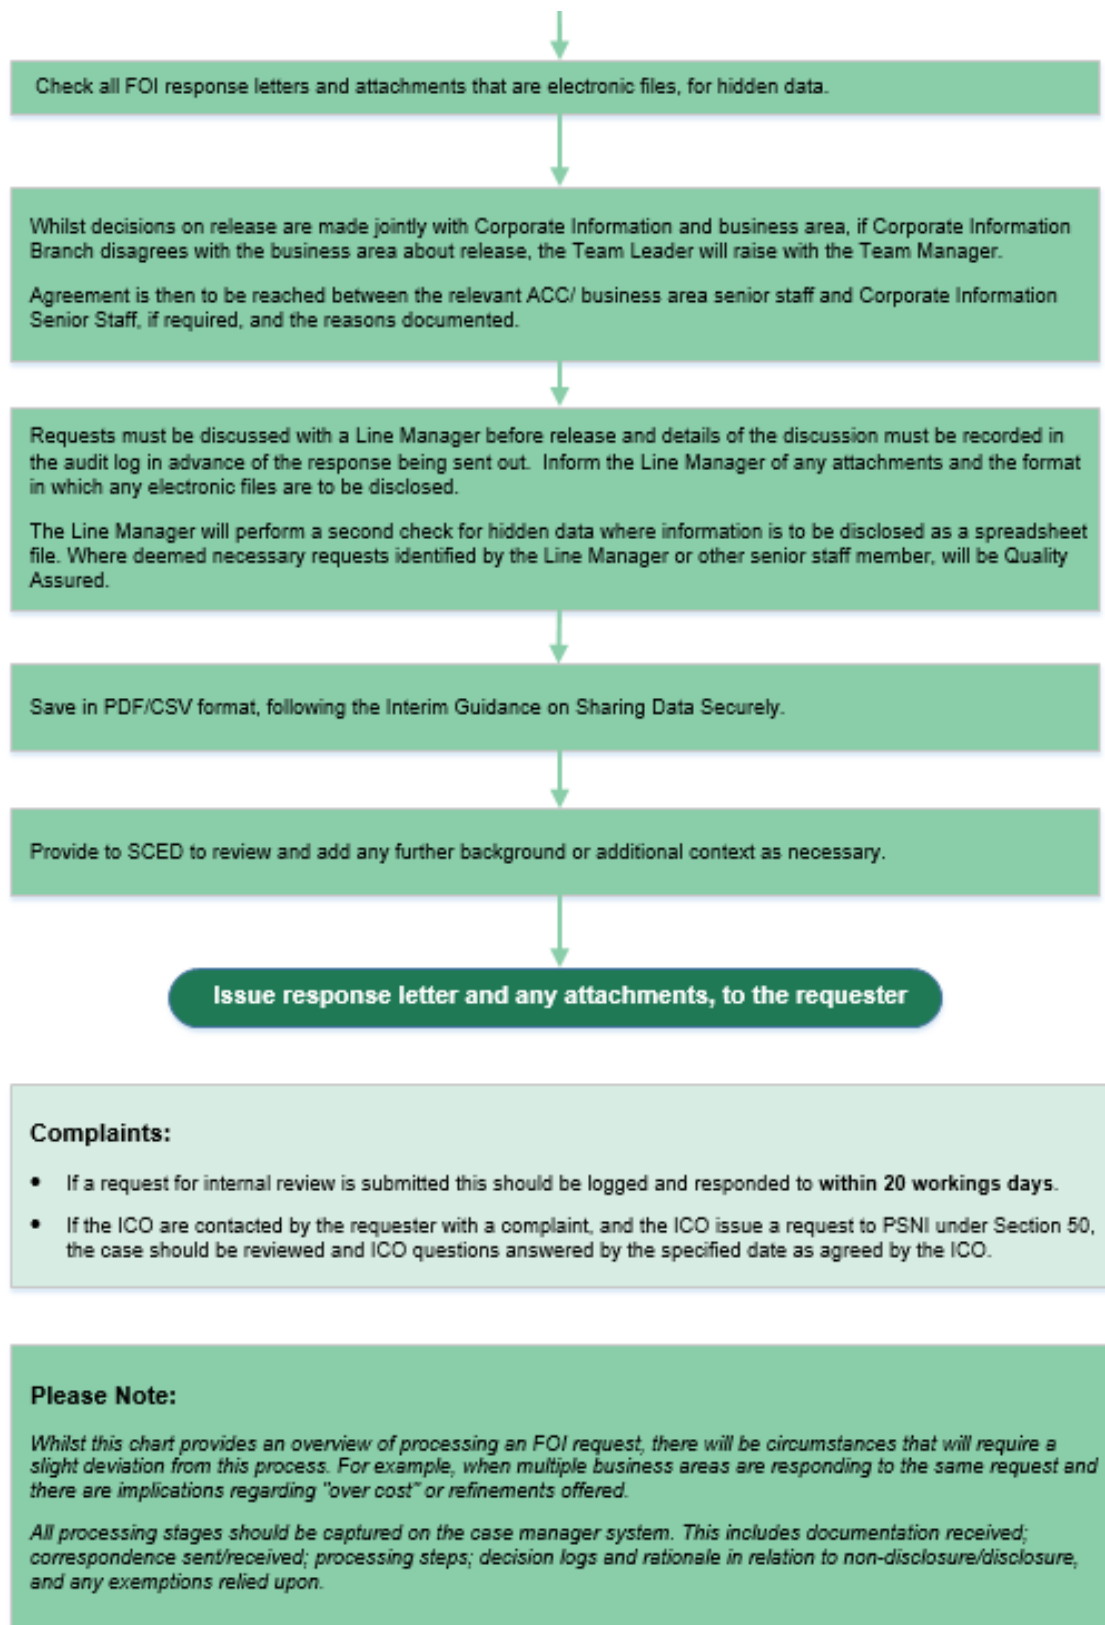 Check all FOI response letters and attachments that are electronic files, for hidden data.
Whilst decisions on release are made jointly with Corporate Information and business area, if Corporate Information
Branch disagrees with the business area about release, the Team Leader will raise with the Team Manager.
Agreement is then to be reached between the relevant ACC/ business area senior staff and Corporate Information
Senior Staff, if required, and the reasons documented.
Requests must be discussed with a Line Manager before release and details of the discussion must be recorded in
the audit log in advance of the response being sent out.  Inform the Line Manager of any attachments and the format
in which any electronic files are to be disclosed.
The Line Manager will perform a second check for hidden data where information is to be disclosed as a spreadsheet
file. Where deemed necessary requests identified by the Line Manager or other senior staff member, will be Quality
Assured.
Save in PDF/CSV format, following the Interim Guidance on Sharing Data Securely.
Provide to SCED to review and add any further background or additional context as necessary.
Issue response letter and any attachments, to the requester
Complaints:
• If a request for internal review is submitted this should be logged and responded to within 20 workings days.
• If the ICO are contacted by the requester with a complaint, and the ICO issue a request to PSNI under Section 50,
the case should be reviewed and ICO questions answered by the specified date as agreed by the ICO.
Please Note:
Whilst this chart provides an overview of processing an FOI request, there will be circumstances that will require a
slight deviation from this process. For example, when multiple business areas are responding to the same request and
there are implications regarding "over cost" or refinements offered.
All processing stages should be captured on the case manager system. This includes documentation received;
correspondence sent/received; processing steps; decision logs and rationale in relation to non-disclosure/disclosure,
and any exemptions relied upon.